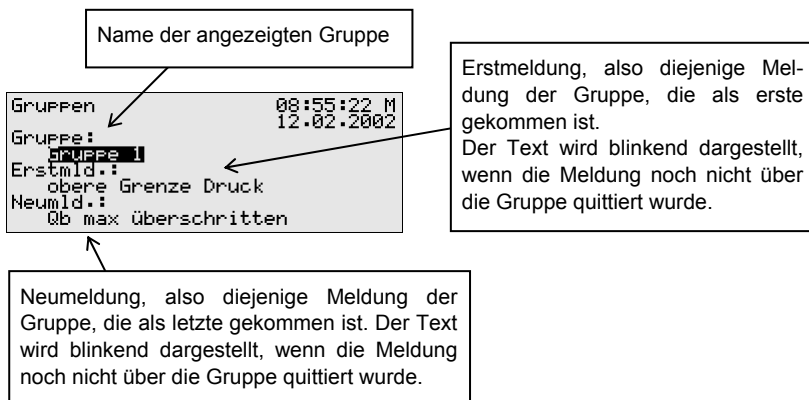 Name der angezeigten Gruppe
Gruppen 08:55:22 M
12.02.2002
Gruppe:
Gruppe 1
Erstmld.:
obere Grenze Druck
Neumld.:
Qb max überschritten
Erstmeldung, also diejenige Mel-
dung der Gruppe, die als erste
gekommen ist.
Der Text wird blinkend dargestellt,
wenn die Meldung noch nicht über
die Gruppe quittiert wurde.
Neumeldung, also diejenige Meldung der
Gruppe, die als letzte gekommen ist. Der Text
wird blinkend dargestellt, wenn die Meldung
noch nicht über die Gruppe quittiert wurde.